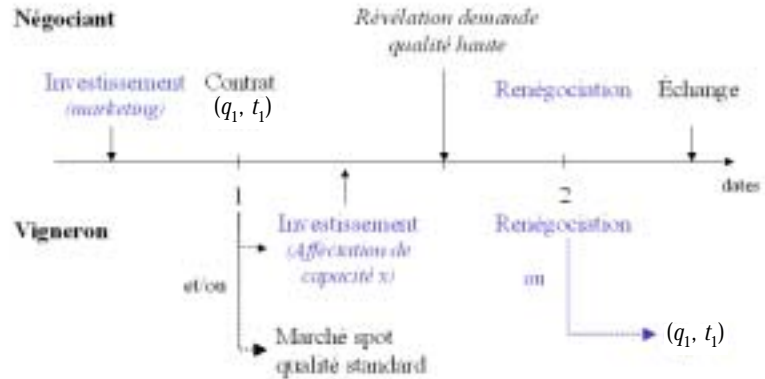 Négociant
Révélation demande
qualité haute
Investissement
(marketing)
Contrat
(q₁, t₁)
Renégociation
Échange
dates
1
2
Vigneron
Investissement
(Affectation de
capacité x)
Renégociation
et/ou
ou
(q₁, t₁)
Marché spot
qualité standard